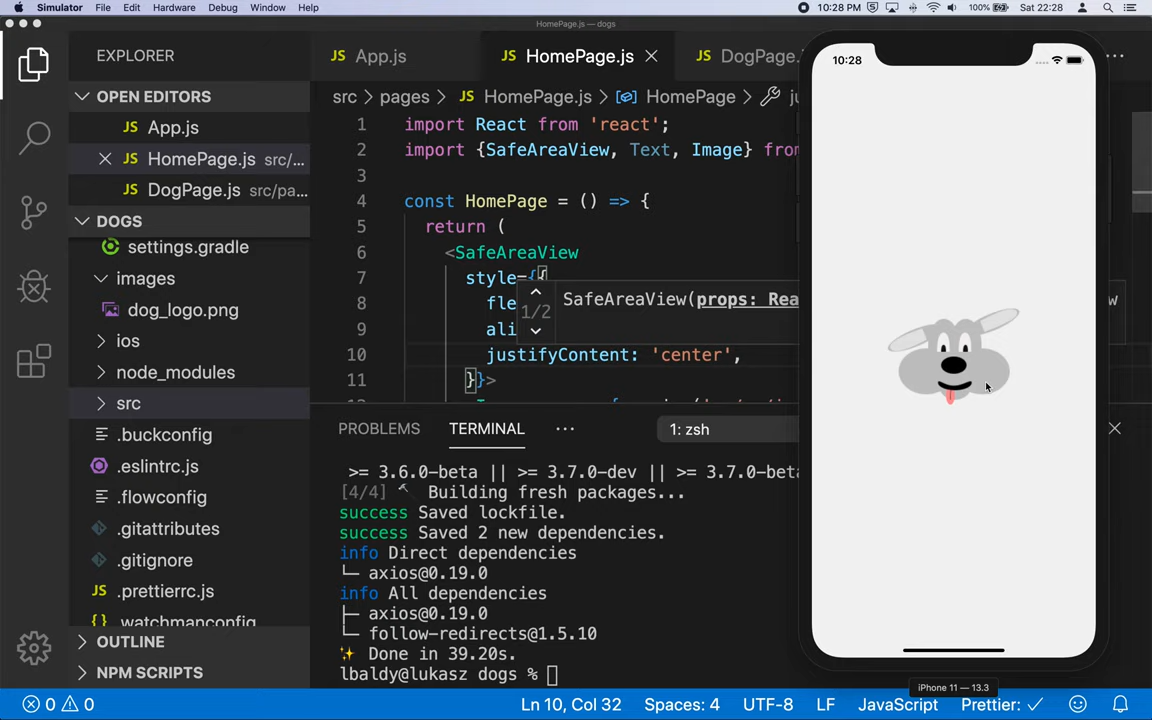 Simulator File Edit Hardware Debug Window Help
10:28 PM 100% Sat 22:28
HomePage.js — dogs
EXPLORER
OPEN EDITORS
JS App.js
JS HomePage.js src/...
JS DogPage.js src/pa...
DOGS
settings.gradle
images
dog_logo.png
ios
node_modules
src
.buckconfig
.eslintrc.js
.flowconfig
.gitattributes
.gitignore
JS .prettierrc.js
{} .watchmanconfig
OUTLINE
NPM SCRIPTS
JS App.js JS HomePage.js JS DogPage.
src > pages > JS HomePage.js > HomePage >
1 import React from 'react';
2 import {SafeAreaView, Text, Image} from
3
4 const HomePage = () => {
5 return (
6 <SafeAreaView
7 style={{
8 fle
9 ali
10 justifyContent: 'center',
11 }}>
1/2 SafeAreaView(props: Rea
PROBLEMS TERMINAL ... 1: zsh
>= 3.6.0-beta || >= 3.7.0-dev || >= 3.7.0-beta
[4/4] Building fresh packages...
success Saved lockfile.
success Saved 2 new dependencies.
info Direct dependencies
└─ axios@0.19.0
info All dependencies
├─ axios@0.19.0
└─ follow-redirects@1.5.10
✨ Done in 39.20s.
lbaldy@lukasz dogs %
10:28
iPhone 11 — 13.3
0 0 Ln 10, Col 32 Spaces: 4 UTF-8 LF JavaScript Prettier: ✓